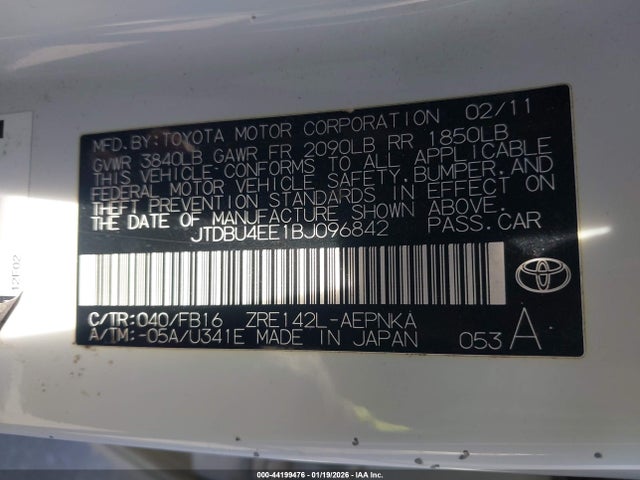 MFD. BY: TOYOTA MOTOR CORPORATION 02/11
GVWR 3840LB GAWR FR 2090LB RR 1850LB
THIS VEHICLE CONFORMS TO ALL APPLICABLE
FEDERAL MOTOR VEHICLE SAFETY, BUMPER, AND
THEFT PREVENTION STANDARDS IN EFFECT ON
THE DATE OF MANUFACTURE SHOWN ABOVE.
JTDBU4EE1BJ096842 PASS. CAR
C/TR: 040/FB16 ZRE142L-AEPNKA
A/TM: -05A/U341E MADE IN JAPAN 053 A
12F02
000-44199476 - 01/19/2026 - IAA Inc.